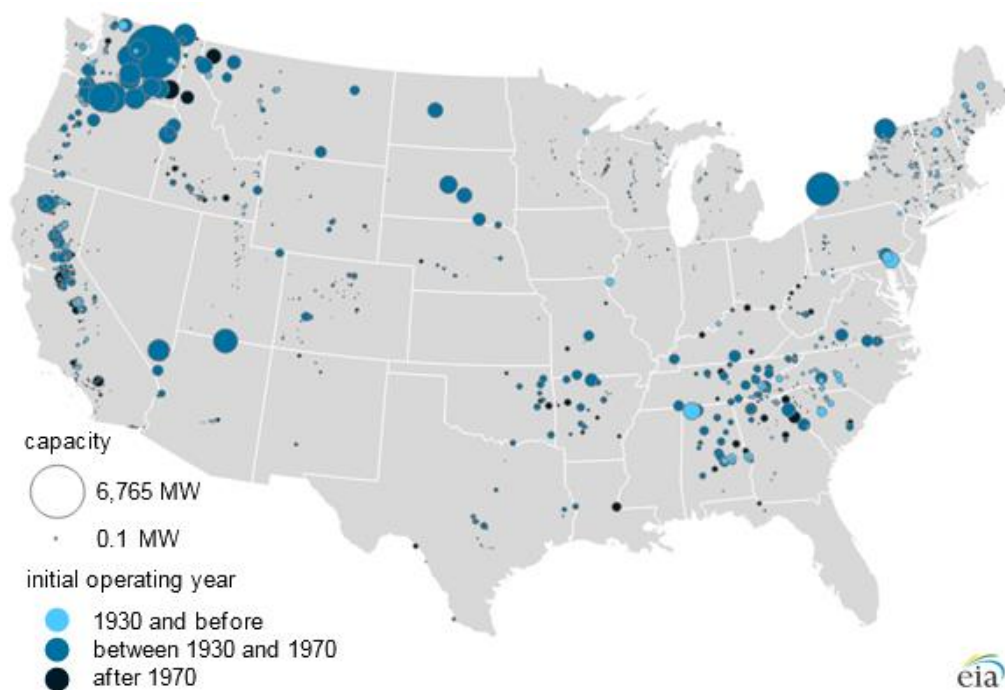 capacity
6,765 MW
0.1 MW
initial operating year
1930 and before
between 1930 and 1970
after 1970
eia